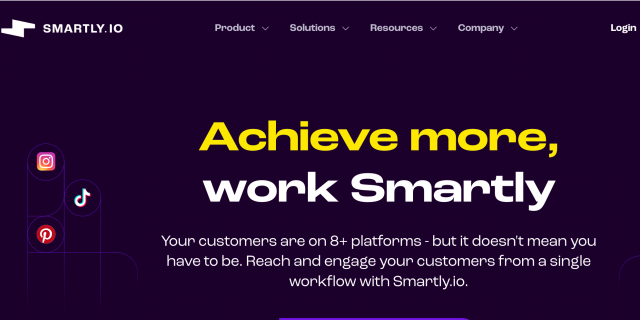 SMARTLY.IO
Product
Solutions
Resources
Company
Login
Achieve more,
work Smartly
Your customers are on 8+ platforms - but it doesn't mean you
have to be. Reach and engage your customers from a single
workflow with Smartly.io.